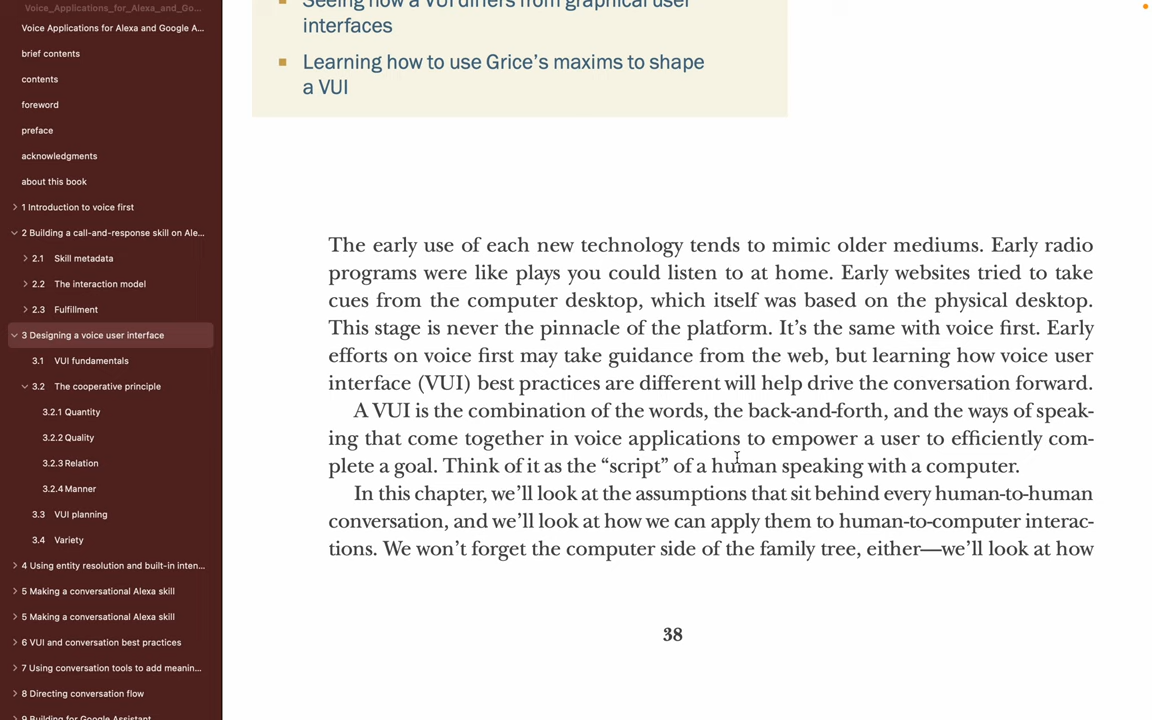 Voice_Applications_for_Alexa_and_Go...
Voice Applications for Alexa and Google A...
brief contents
contents
foreword
preface
acknowledgments
about this book
1 Introduction to voice first
2 Building a call-and-response skill on Ale...
2.1 Skill metadata
2.2 The interaction model
2.3 Fulfillment
3 Designing a voice user interface
3.1 VUI fundamentals
3.2 The cooperative principle
3.2.1 Quantity
3.2.2 Quality
3.2.3 Relation
3.2.4 Manner
3.3 VUI planning
3.4 Variety
4 Using entity resolution and built-in inten...
5 Making a conversational Alexa skill
5 Making a conversational Alexa skill
6 VUI and conversation best practices
7 Using conversation tools to add meanin...
8 Directing conversation flow
9 Building for Google Assistant
Seeing how a VUI differs from graphical user
interfaces
Learning how to use Grice's maxims to shape
a VUI
The early use of each new technology tends to mimic older mediums. Early radio
programs were like plays you could listen to at home. Early websites tried to take
cues from the computer desktop, which itself was based on the physical desktop.
This stage is never the pinnacle of the platform. It's the same with voice first. Early
efforts on voice first may take guidance from the web, but learning how voice user
interface (VUI) best practices are different will help drive the conversation forward.
A VUI is the combination of the words, the back-and-forth, and the ways of speak-
ing that come together in voice applications to empower a user to efficiently com-
plete a goal. Think of it as the “script” of a human speaking with a computer.
In this chapter, we'll look at the assumptions that sit behind every human-to-human
conversation, and we'll look at how we can apply them to human-to-computer interac-
tions. We won't forget the computer side of the family tree, either—we'll look at how
38